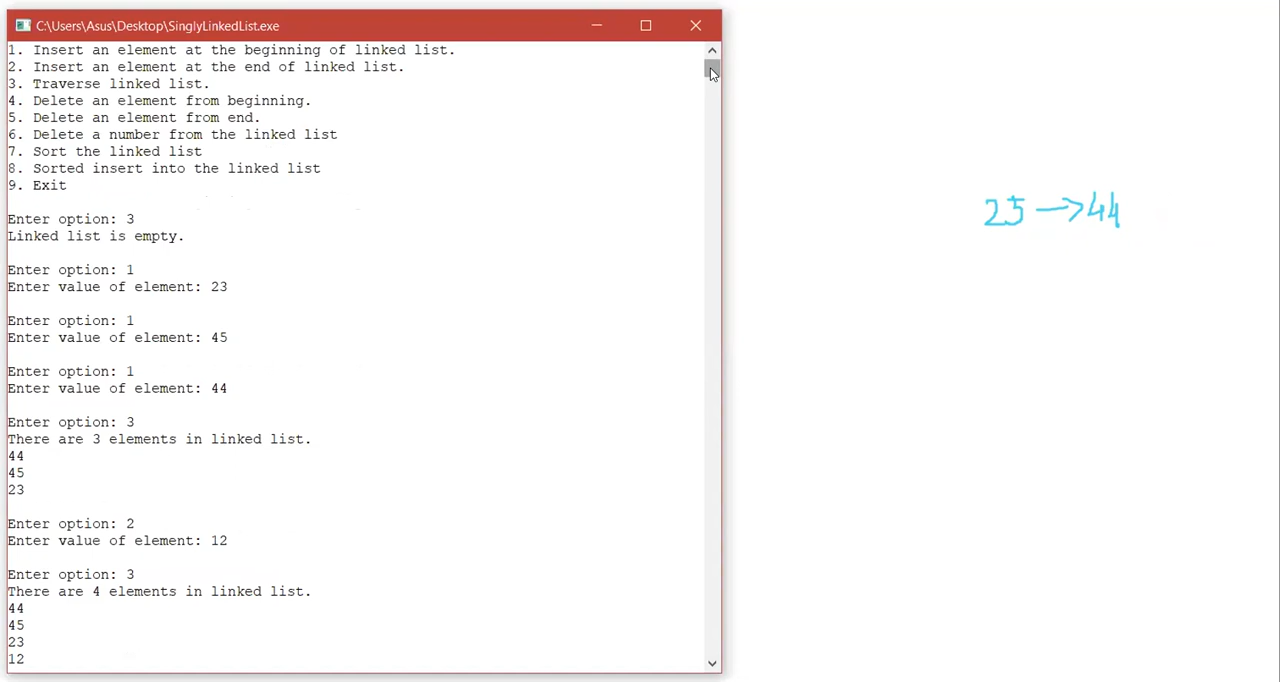 C:\Users\Asus\Desktop\SinglyLinkedList.exe
1. Insert an element at the beginning of linked list.
2. Insert an element at the end of linked list.
3. Traverse linked list.
4. Delete an element from beginning.
5. Delete an element from end.
6. Delete a number from the linked list
7. Sort the linked list
8. Sorted insert into the linked list
9. Exit
Enter option: 3
Linked list is empty.
Enter option: 1
Enter value of element: 23
Enter option: 1
Enter value of element: 45
Enter option: 1
Enter value of element: 44
Enter option: 3
There are 3 elements in linked list.
44
45
23
Enter option: 2
Enter value of element: 12
Enter option: 3
There are 4 elements in linked list.
44
45
23
12
25 → 44